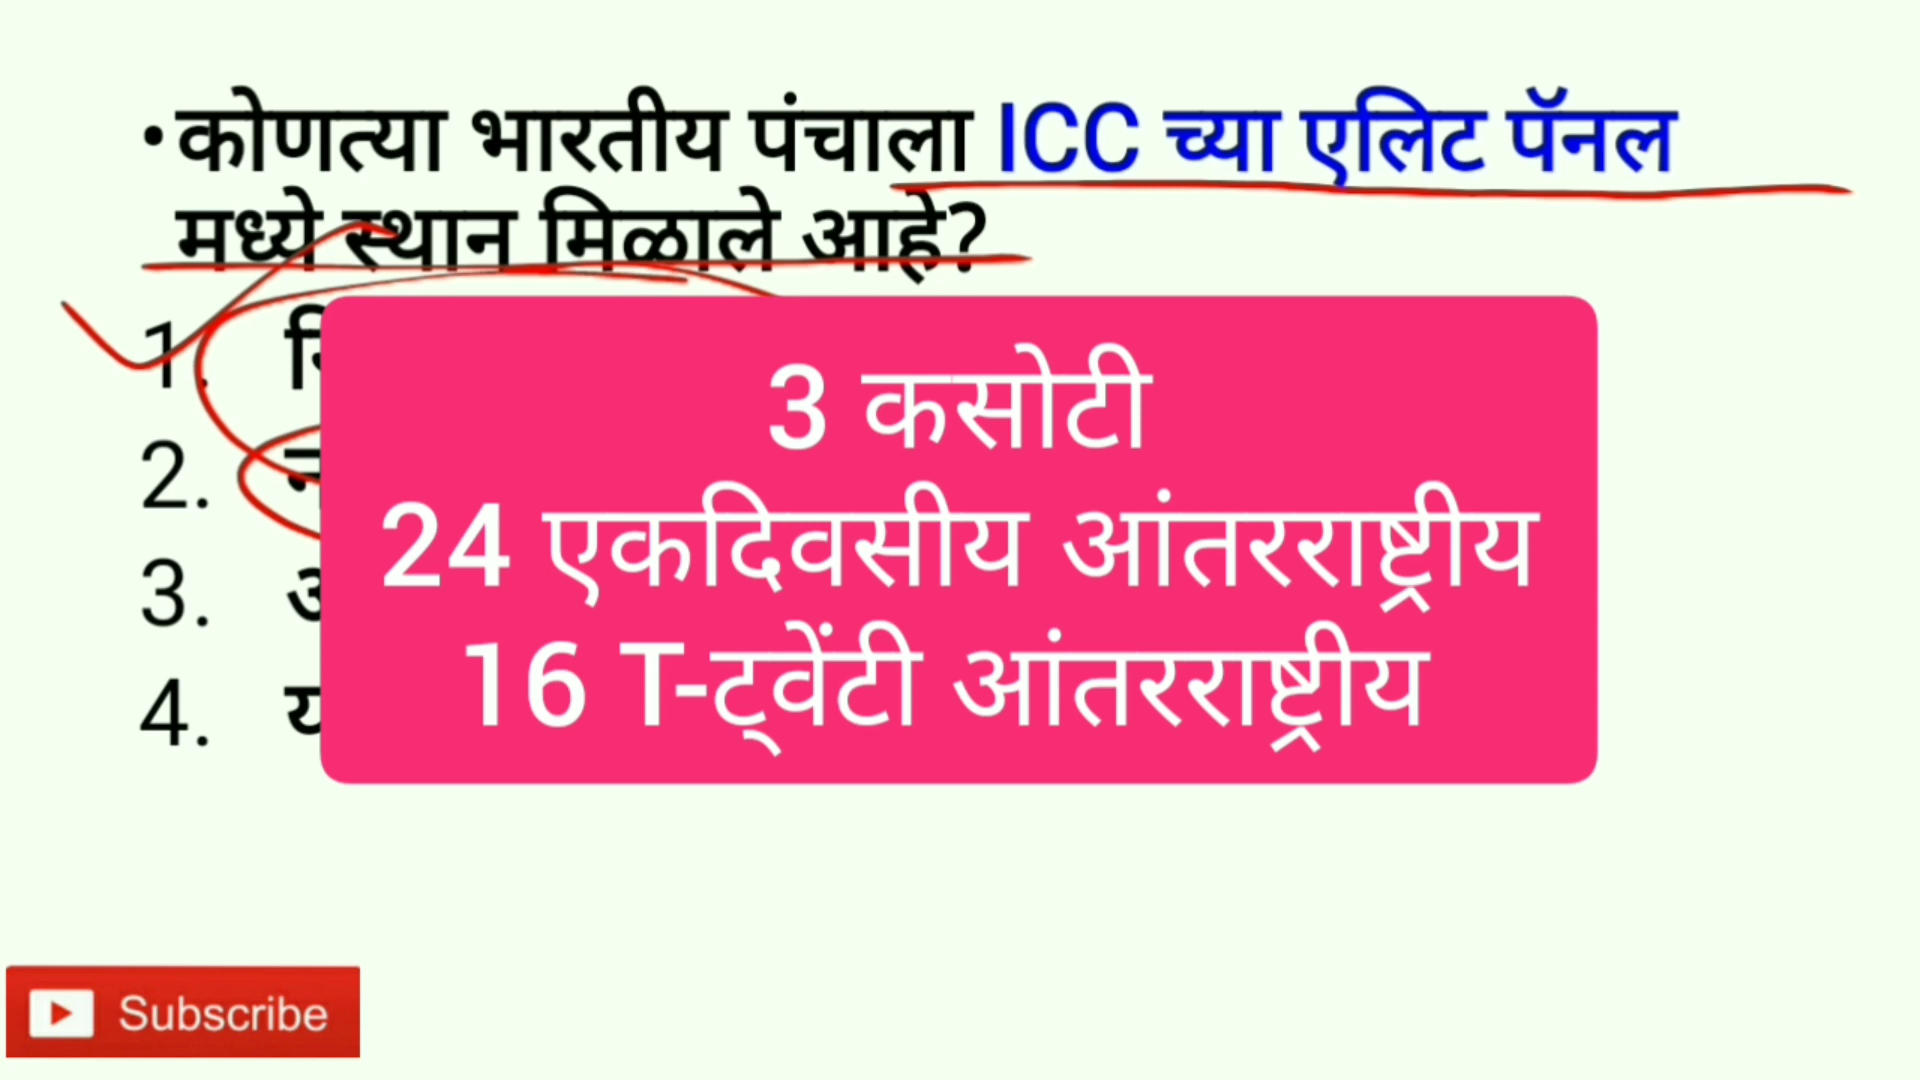 •कोणत्या भारतीय पंचाला ICC च्या एलिट पॅनल
मध्ये स्थान मिळाले आहे?
1.
2.
3.
4.
3 कसोटी
24 एकदिवसीय आंतरराष्ट्रीय
16 T-ट्वेंटी आंतरराष्ट्रीय
Subscribe